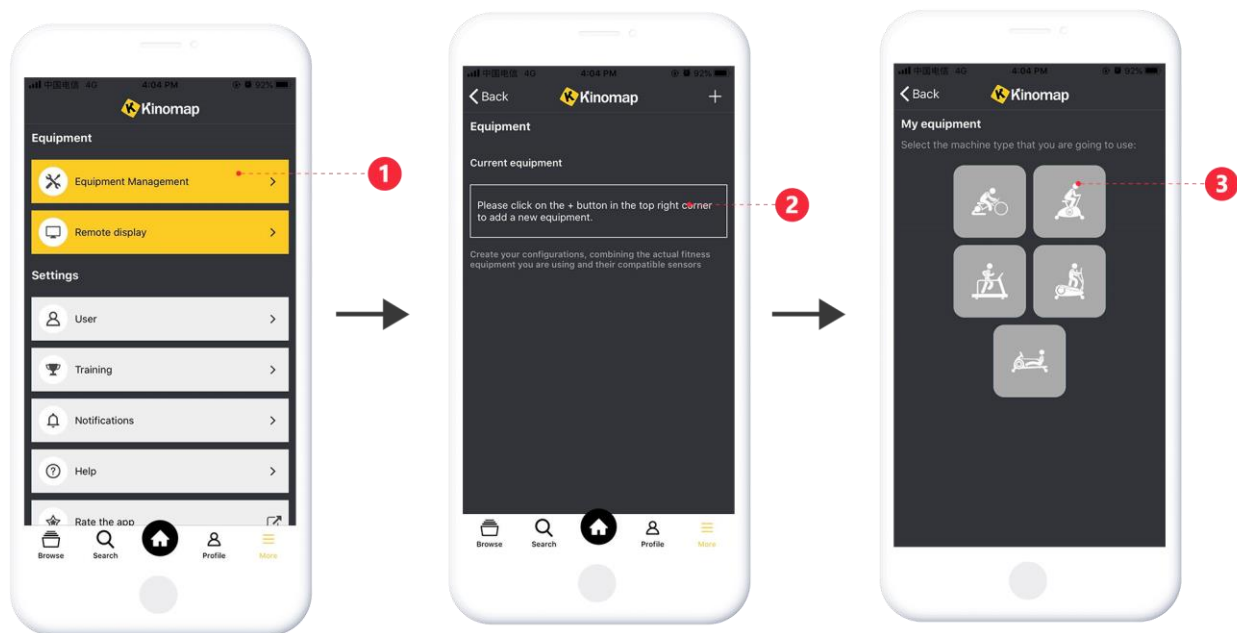 中国电信 4G 4:04 PM 92%
Kinomap
Equipment
Equipment Management
1
Remote display
Settings
User
Training
Notifications
Help
Rate the app
Browse
Search
Profile
More
中国电信 4G 4:04 PM 92%
Back
Kinomap
+
Equipment
Current equipment
Please click on the + button in the top right corner
to add a new equipment.
2
Create your configurations, combining the actual fitness
equipment you are using and their compatible sensors
Browse
Search
Profile
More
中国电信 4G 4:04 PM 92%
Back
Kinomap
My equipment
Select the machine type that you are going to use:
3